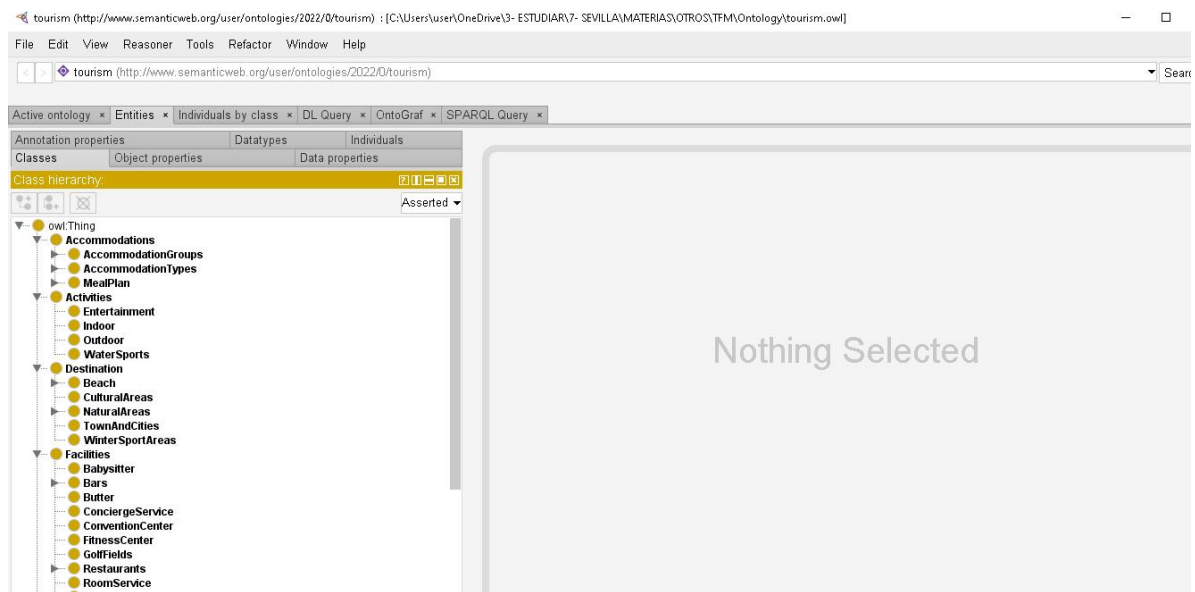 tourism (http://www.semanticweb.org/user/ontologies/2022/0/tourism) : [C:\Users\user\OneDrive\3- ESTUDIAR\7- SEVILLA\MATERIAS\OTROS\TFM\Ontology\tourism.owl]
File Edit View Reasoner Tools Refactor Window Help
< > tourism (http://www.semanticweb.org/user/ontologies/2022/0/tourism) Searc
Active ontology × Entities × Individuals by class × DL Query × OntoGraf × SPARQL Query ×
Annotation properties Datatypes Individuals
Classes Object properties Data properties
Class hierarchy:
Asserted
owl:Thing
Accommodations
AccommodationGroups
AccommodationTypes
MealPlan
Activities
Entertainment
Indoor
Outdoor
WaterSports
Destination
Beach
CulturalAreas
NaturalAreas
TownAndCities
WinterSportAreas
Facilities
Babysitter
Bars
Butter
ConciergeService
ConventionCenter
FitnessCenter
GolfFields
Restaurants
RoomService
Nothing Selected